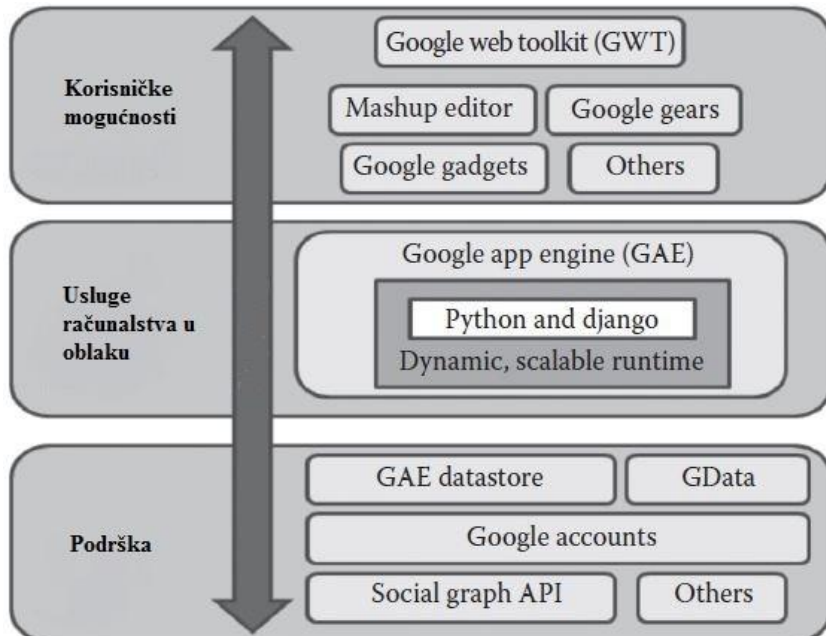 Korisničke
mogućnosti
Google web toolkit (GWT)
Mashup editor
Google gears
Google gadgets
Others
Usluge
računalstva u
oblaku
Google app engine (GAE)
Python and django
Dynamic, scalable runtime
Podrška
GAE datastore
GData
Google accounts
Social graph API
Others